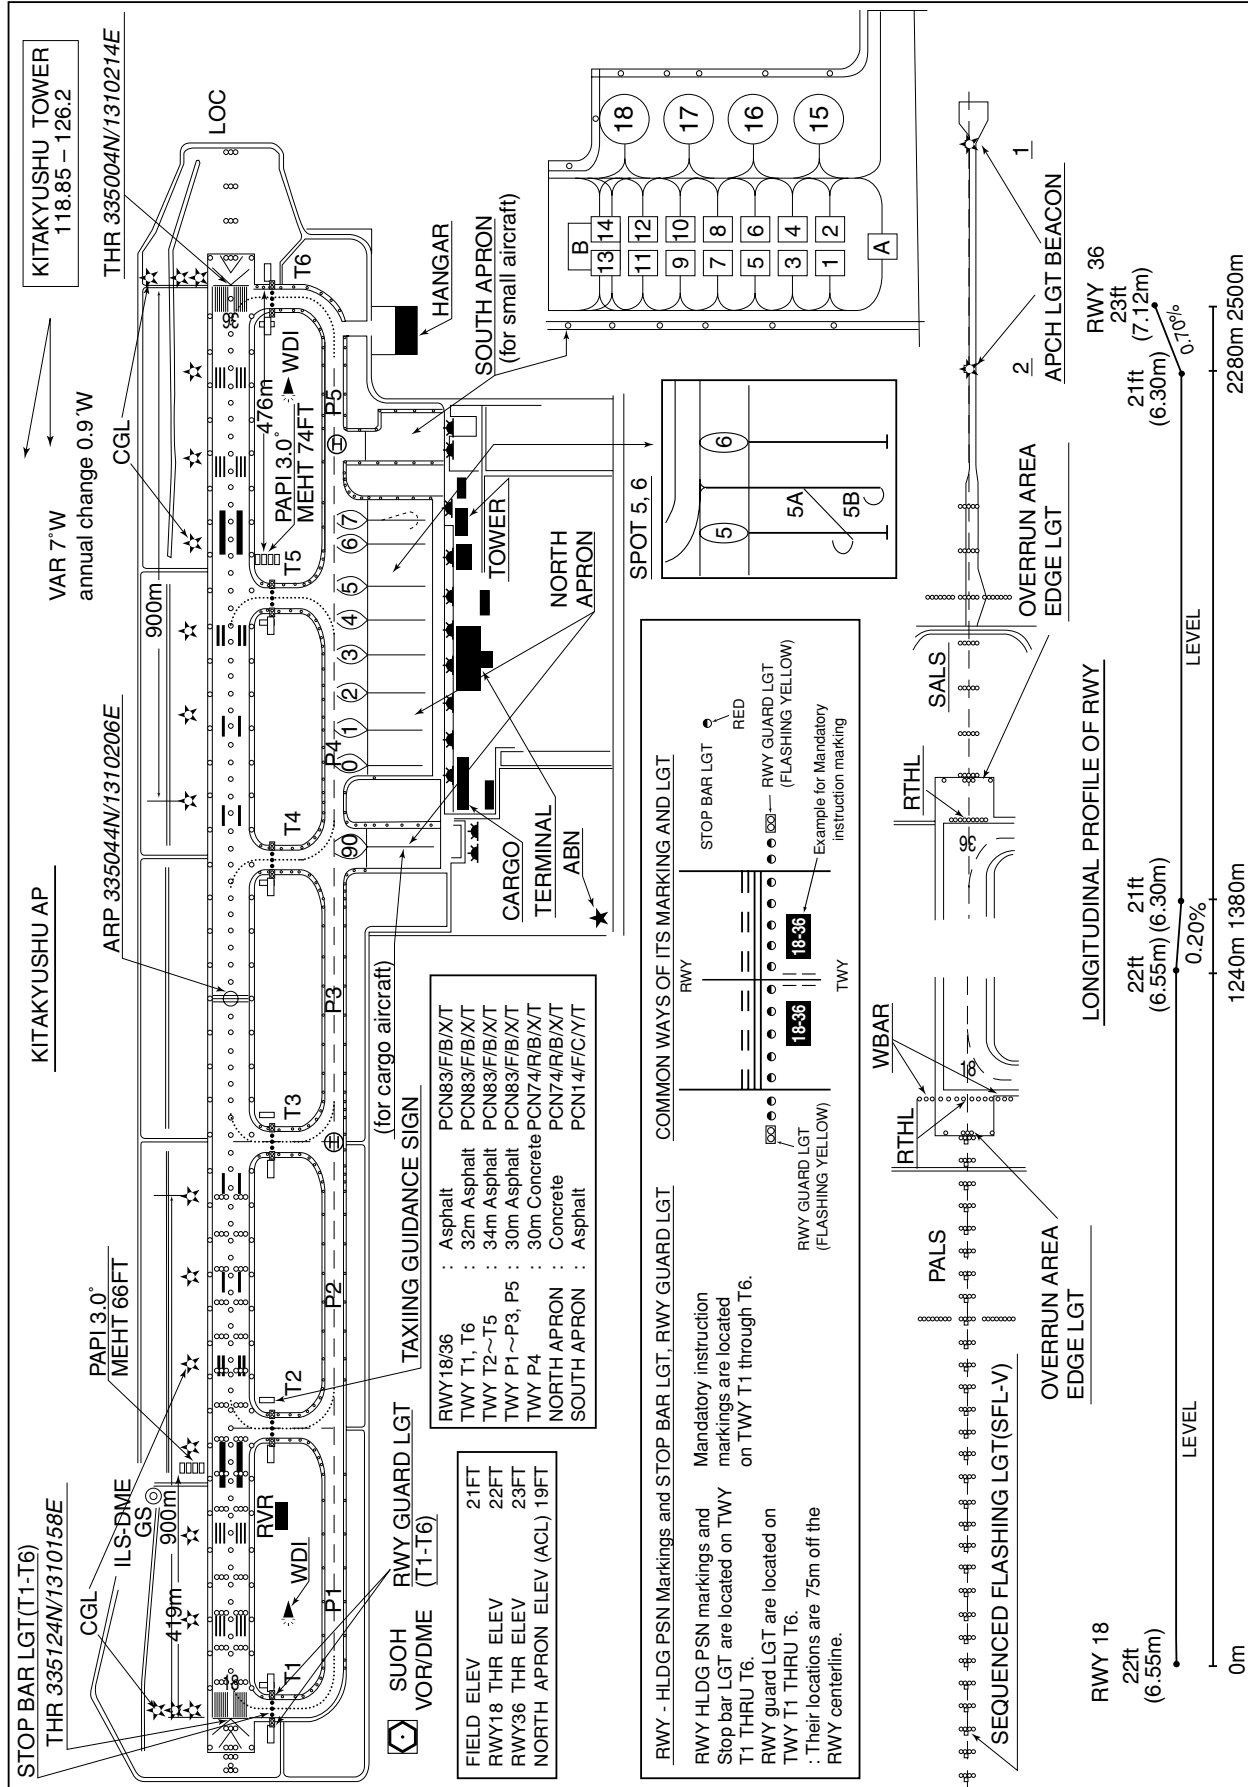 KITAKYUSHU AP
KITAKYUSHU TOWER
118.85 – 126.2
VAR 7°W
annual change 0.9'W
STOP BAR LGT(T1-T6)
THR 335124N/1310158E
CGL
ILS-DME
GS
419m
900m
PAPI 3.0°
MEHT 66FT
ARP 335044N/1310206E
900m
CGL
THR 335004N/1310214E
LOC
18
36
RVR
WDI
T1
T2
T3
T4
T5
T6
476m
WDI
PAPI 3.0°
MEHT 74FT
P1
P2
P3
P4
P5
H
H
90
0
1
2
3
4
5
6
7
SUOH
VOR/DME
RWY GUARD LGT
(T1-T6)
TAXIING GUIDANCE SIGN
(for cargo aircraft)
CARGO
TERMINAL
ABN
NORTH
APRON
TOWER
HANGAR
SOUTH APRON
(for small aircraft)
FIELD ELEV 21FT
RWY18 THR ELEV 22FT
RWY36 THR ELEV 23FT
NORTH APRON ELEV (ACL) 19FT
RWY18/36 : Asphalt PCN83/F/B/X/T
TWY T1, T6 : 32m Asphalt PCN83/F/B/X/T
TWY T2~T5 : 34m Asphalt PCN83/F/B/X/T
TWY P1~P3, P5 : 30m Asphalt PCN83/F/B/X/T
TWY P4 : 30m Concrete PCN74/R/B/X/T
NORTH APRON : Concrete PCN74/R/B/X/T
SOUTH APRON : Asphalt PCN14/F/C/Y/T
SPOT 5, 6
5
6
5A
5B
B
13 14
11 12
9 10
7 8
5 6
3 4
1 2
A
18
17
16
15
RWY - HLDG PSN Markings and STOP BAR LGT, RWY GUARD LGT
COMMON WAYS OF ITS MARKING AND LGT
RWY HLDG PSN markings and
Stop bar LGT are located on TWY
T1 THRU T6.
RWY guard LGT are located on
TWY T1 THRU T6.
: Their locations are 75m off the
RWY centerline.
Mandatory instruction
markings are located
on TWY T1 through T6.
RWY
TWY
18-36
18-36
RWY GUARD LGT
(FLASHING YELLOW)
STOP BAR LGT
RED
RWY GUARD LGT
(FLASHING YELLOW)
Example for Mandatory
instruction marking
SEQUENCED FLASHING LGT(SFL-V)
PALS
OVERRUN AREA
EDGE LGT
RTHL
WBAR
18
36
RTHL
SALS
OVERRUN AREA
EDGE LGT
APCH LGT BEACON
2
1
LONGITUDINAL PROFILE OF RWY
RWY 18
22ft
(6.55m)
LEVEL
22ft
(6.55m)
21ft
(6.30m)
0.20%
LEVEL
21ft
(6.30m)
RWY 36
23ft
(7.12m)
0.70%
0m
1240m
1380m
2280m
2500m